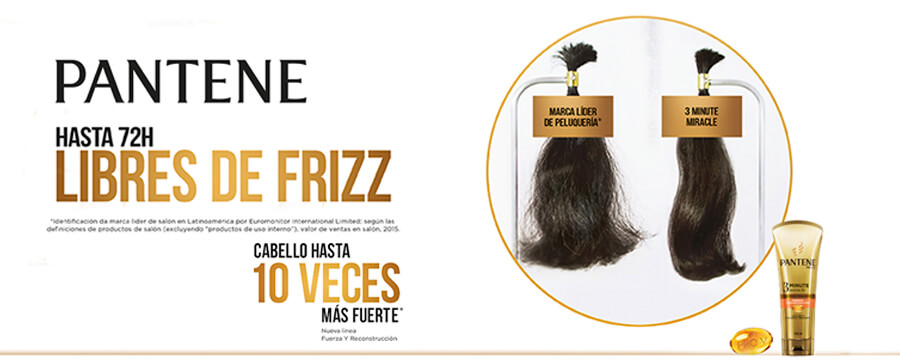 PANTENE
HASTA 72H
LIBRES DE FRIZZ
*Identificación da marca líder de salón en Latinoamérica por Euromonitor International Limited: según las
definiciones de productos de salón (excluyendo "productos de uso interno"), valor de ventas en salón, 2015.
CABELLO HASTA
10 VECES
MÁS FUERTE*
Nueva línea
Fuerza Y Reconstrucción
MARCA LÍDER
DE PELUQUERÍA*
3 MINUTE
MIRACLE
PANTENE
3 MINUTE
PRO-V